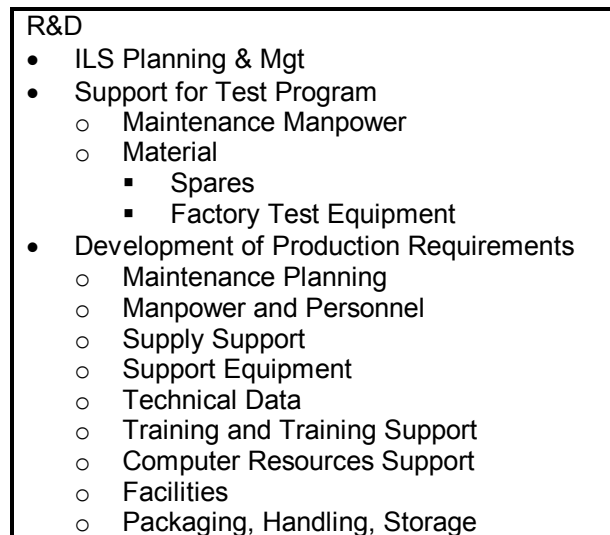 R&D
• ILS Planning & Mgt
• Support for Test Program
o Maintenance Manpower
o Material
▪ Spares
▪ Factory Test Equipment
• Development of Production Requirements
o Maintenance Planning
o Manpower and Personnel
o Supply Support
o Support Equipment
o Technical Data
o Training and Training Support
o Computer Resources Support
o Facilities
o Packaging, Handling, Storage